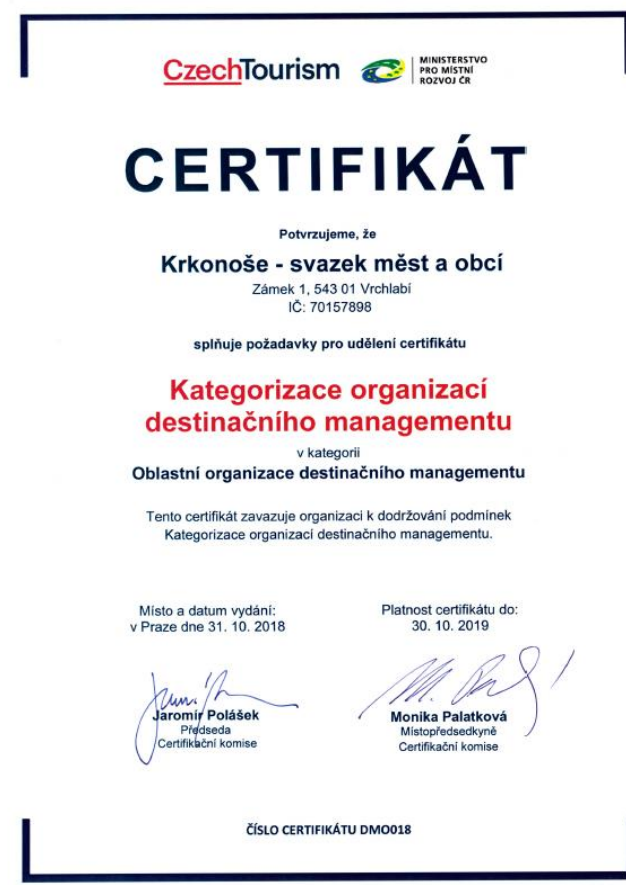 CzechTourism
MINISTERSTVO
PRO MÍSTNÍ
ROZVOJ ČR
CERTIFIKÁT
Potvrzujeme, že
Krkonoše - svazek měst a obcí
Zámek 1, 543 01 Vrchlabí
IČ: 70157898
splňuje požadavky pro udělení certifikátu
Kategorizace organizací
destinačního managementu
v kategorii
Oblastní organizace destinačního managementu
Tento certifikát zavazuje organizaci k dodržování podmínek
Kategorizace organizací destinačního managementu.
Místo a datum vydání:
v Praze dne 31. 10. 2018
Platnost certifikátu do:
30. 10. 2019
Jaromír Polášek
Předseda
Certifikační komise
Monika Palatková
Místopředsedkyně
Certifikační komise
ČÍSLO CERTIFIKÁTU DMO018